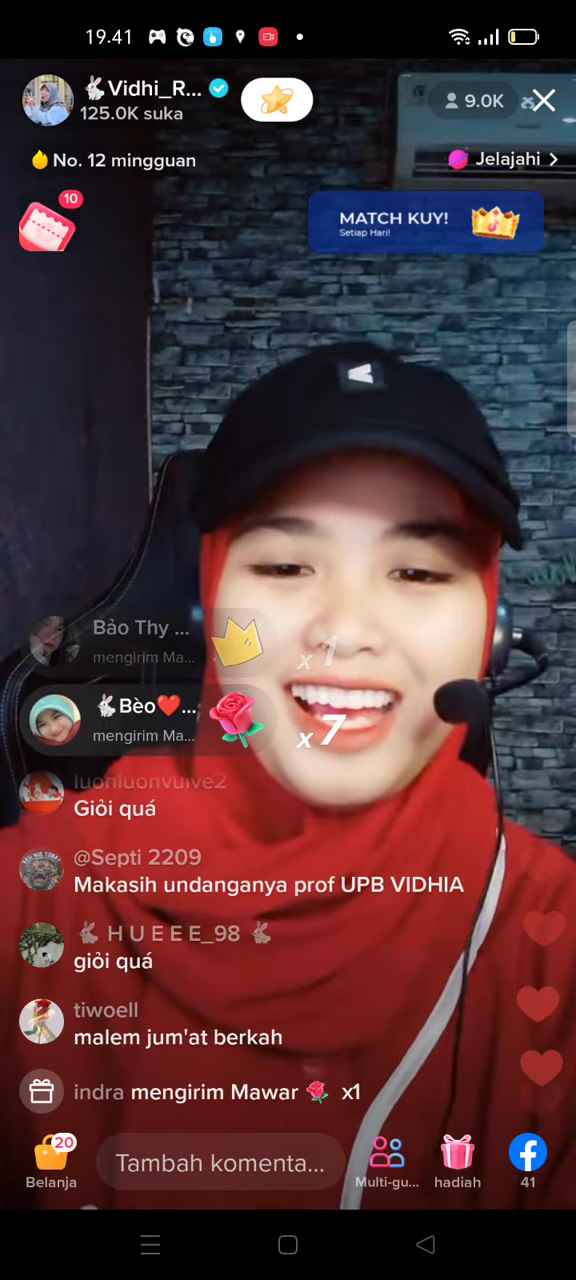 19.41
🐇Vidhi_R...
125.0K suka
9.0K
No. 12 mingguan
Jelajahi >
10
MATCH KUY!
Setiap Hari!
Bảo Thy ...
mengirim Ma...
x 1
🐇Bèo❤️...
mengirim Ma...
x 7
luonluonvuive2
Giỏi quá
@Septi 2209
Makasih undanganya prof UPB VIDHIA
🐇 H U E E E_98 🐇
giỏi quá
tiwoell
malem jum'at berkah
indra mengirim Mawar 🌹 x1
20
Tambah komenta...
Belanja
Multi-gu...
hadiah
41